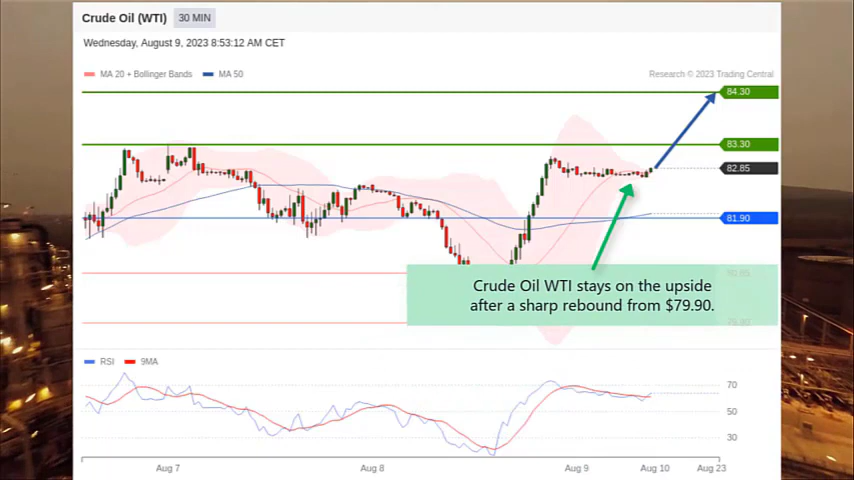 Crude Oil (WTI) 30 MIN
Wednesday, August 9, 2023 8:53:12 AM CET
MA 20 + Bollinger Bands MA 50
Research © 2023 Trading Central
84.30
83.30
82.85
81.90
80.65
Crude Oil WTI stays on the upside
after a sharp rebound from $79.90.
RSI 9MA
70
50
30
Aug 7 Aug 8 Aug 9 Aug 10 Aug 23